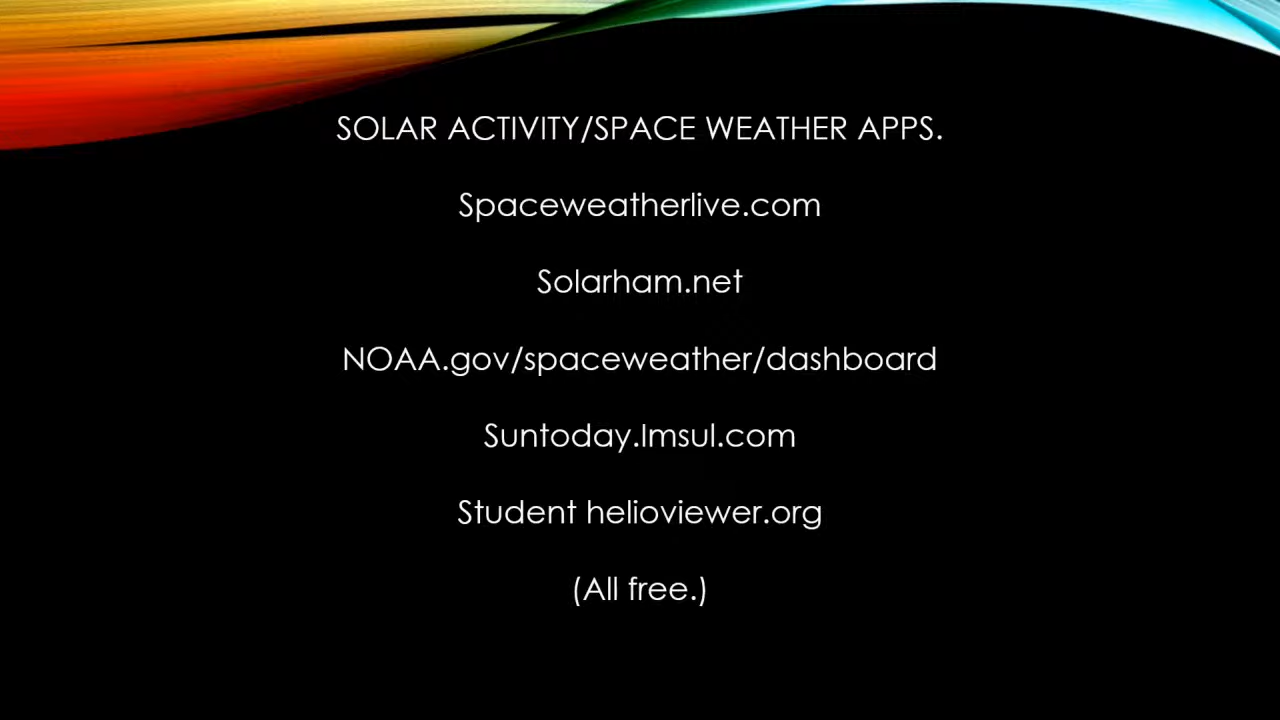 SOLAR ACTIVITY/SPACE WEATHER APPS.
Spaceweatherlive.com
Solarham.net
NOAA.gov/spaceweather/dashboard
Suntoday.lmsul.com
Student helioviewer.org
(All free.)